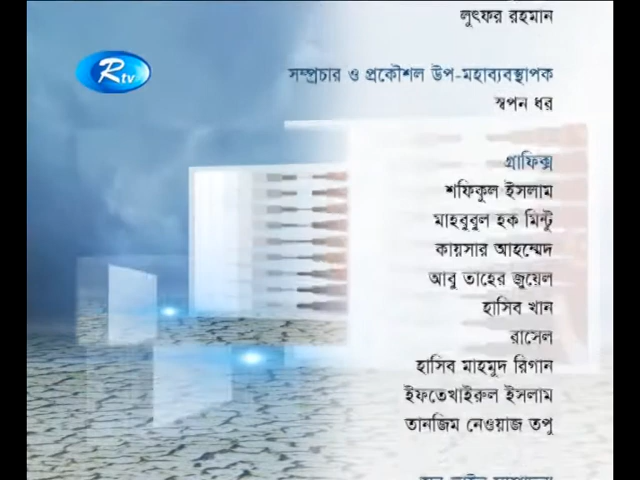 লুৎফর রহমান
Rtv
সম্প্রচার ও প্রকৌশল উপ-মহাব্যবস্থাপক
স্বপন ধর
গ্রাফিক্স
শফিকুল ইসলাম
মাহবুবুল হক মিন্টু
কায়সার আহম্মেদ
আবু তাহের জুয়েল
হাসিব খান
রাসেল
হাসিব মাহমুদ রিগান
ইফতেখাইরুল ইসলাম
তানজিম নেওয়াজ তপু